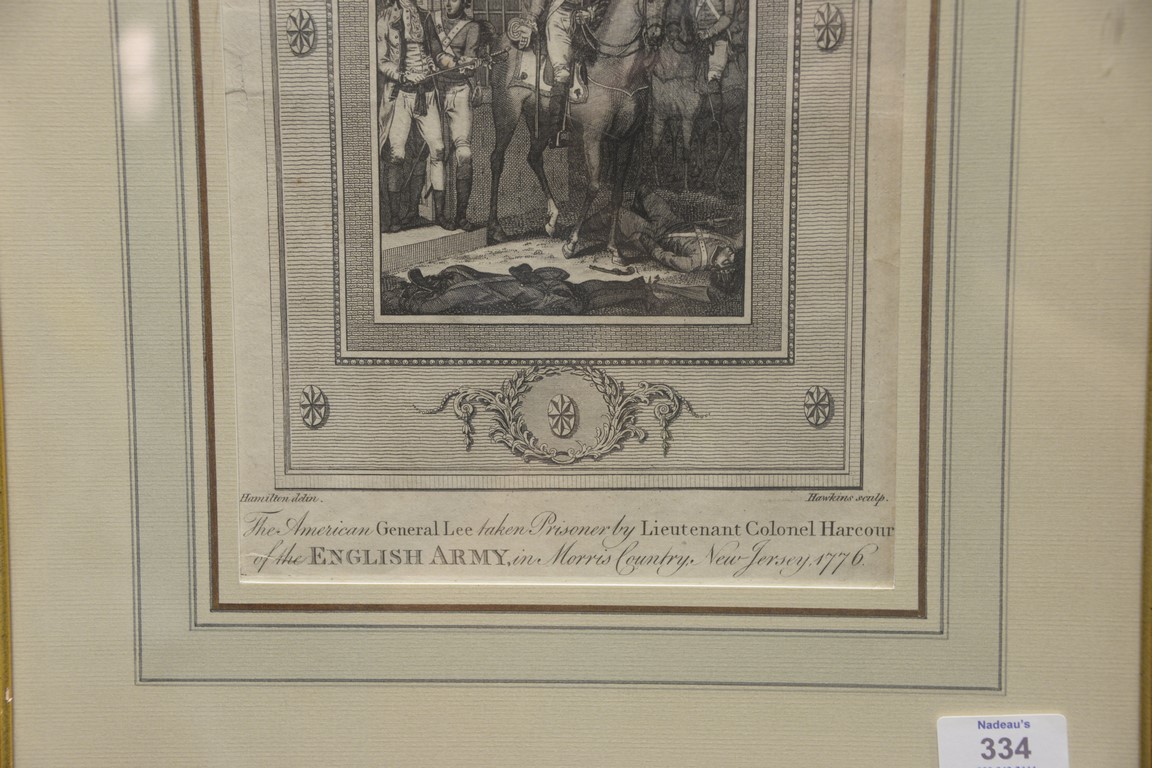 Hamilton delin.
Hawkins sculp.
The American General Lee taken Prisoner by Lieutenant Colonel Harcour
of the ENGLISH ARMY, in Morris Country, New Jersey, 1776.
Nadeau's
334